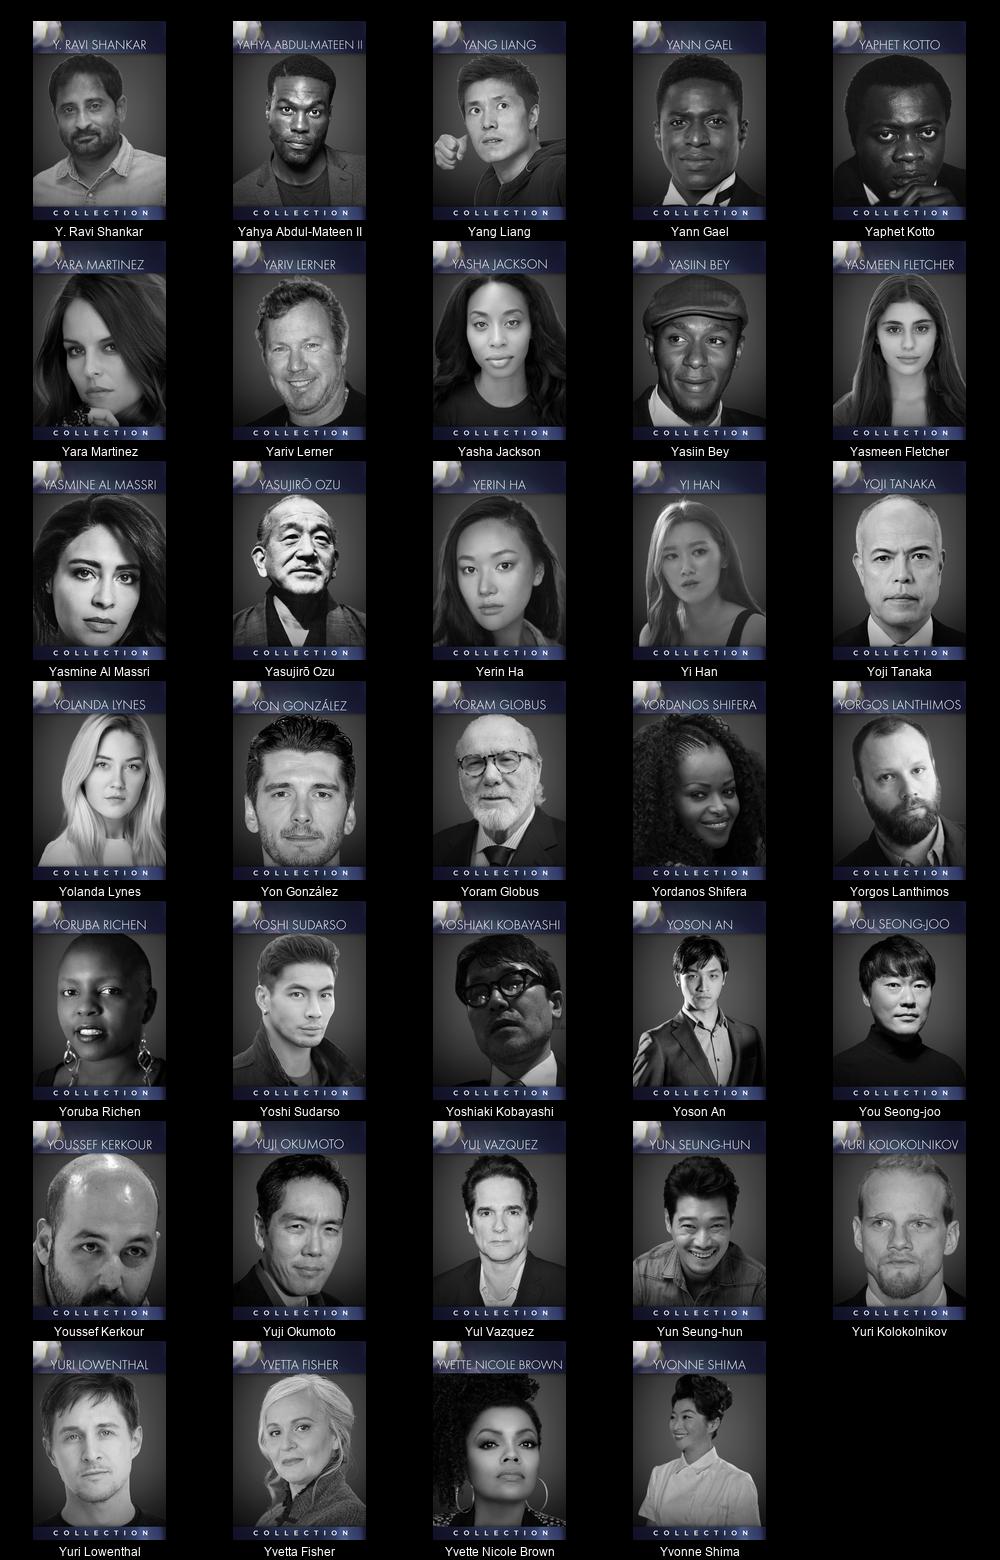 Y. RAVI SHANKAR
COLLECTION
Y. Ravi Shankar
YAHYA ABDUL-MATEEN II
COLLECTION
Yahya Abdul-Mateen II
YANG LIANG
COLLECTION
Yang Liang
YANN GAEL
COLLECTION
Yann Gael
YAPHET KOTTO
COLLECTION
Yaphet Kotto
YARA MARTINEZ
COLLECTION
Yara Martinez
YARIV LERNER
COLLECTION
Yariv Lerner
YASHA JACKSON
COLLECTION
Yasha Jackson
YASIIN BEY
COLLECTION
Yasiin Bey
YASMEEN FLETCHER
COLLECTION
Yasmeen Fletcher
YASMINE AL MASSRI
COLLECTION
Yasmine Al Massri
YASUJIRŌ OZU
COLLECTION
Yasujirō Ozu
YERIN HA
COLLECTION
Yerin Ha
YI HAN
COLLECTION
Yi Han
YOJI TANAKA
COLLECTION
Yoji Tanaka
YOLANDA LYNES
COLLECTION
Yolanda Lynes
YON GONZÁLEZ
COLLECTION
Yon González
YORAM GLOBUS
COLLECTION
Yoram Globus
YORDANOS SHIFERA
COLLECTION
Yordanos Shifera
YORGOS LANTHIMOS
COLLECTION
Yorgos Lanthimos
YORUBA RICHEN
COLLECTION
Yoruba Richen
YOSHI SUDARSO
COLLECTION
Yoshi Sudarso
YOSHIAKI KOBAYASHI
COLLECTION
Yoshiaki Kobayashi
YOSON AN
COLLECTION
Yoson An
YOU SEONG-JOO
COLLECTION
You Seong-joo
YOUSSEF KERKOUR
COLLECTION
Youssef Kerkour
YUJI OKUMOTO
COLLECTION
Yuji Okumoto
YUL VAZQUEZ
COLLECTION
Yul Vazquez
YUN SEUNG-HUN
COLLECTION
Yun Seung-hun
YURI KOLOKOLNIKOV
COLLECTION
Yuri Kolokolnikov
YURI LOWENTHAL
COLLECTION
Yuri Lowenthal
YVETTA FISHER
COLLECTION
Yvetta Fisher
YVETTE NICOLE BROWN
COLLECTION
Yvette Nicole Brown
YVONNE SHIMA
COLLECTION
Yvonne Shima